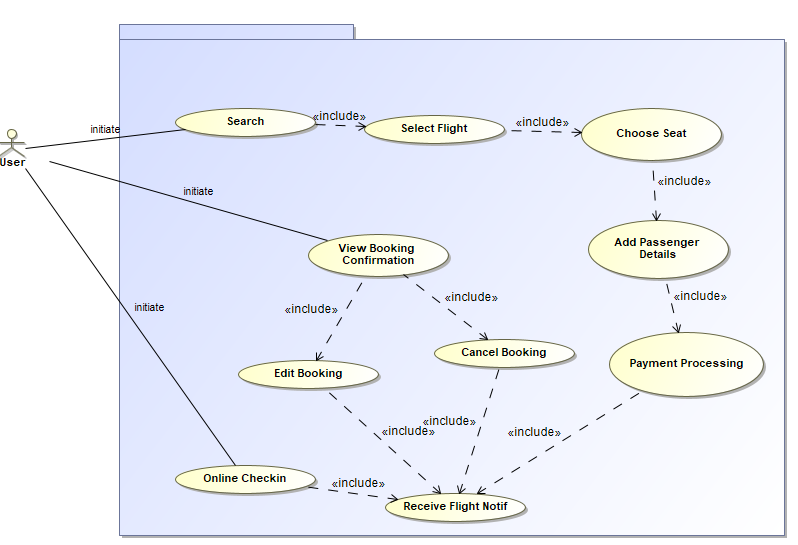 Search
«include»
Select Flight
«include»
Choose Seat
initiate
User
initiate
«include»
View Booking
Confirmation
Add Passenger
Details
«include»
«include»
«include»
initiate
Edit Booking
Cancel Booking
Payment Processing
«include»
«include»
«include»
Online Checkin
«include»
Receive Flight Notif